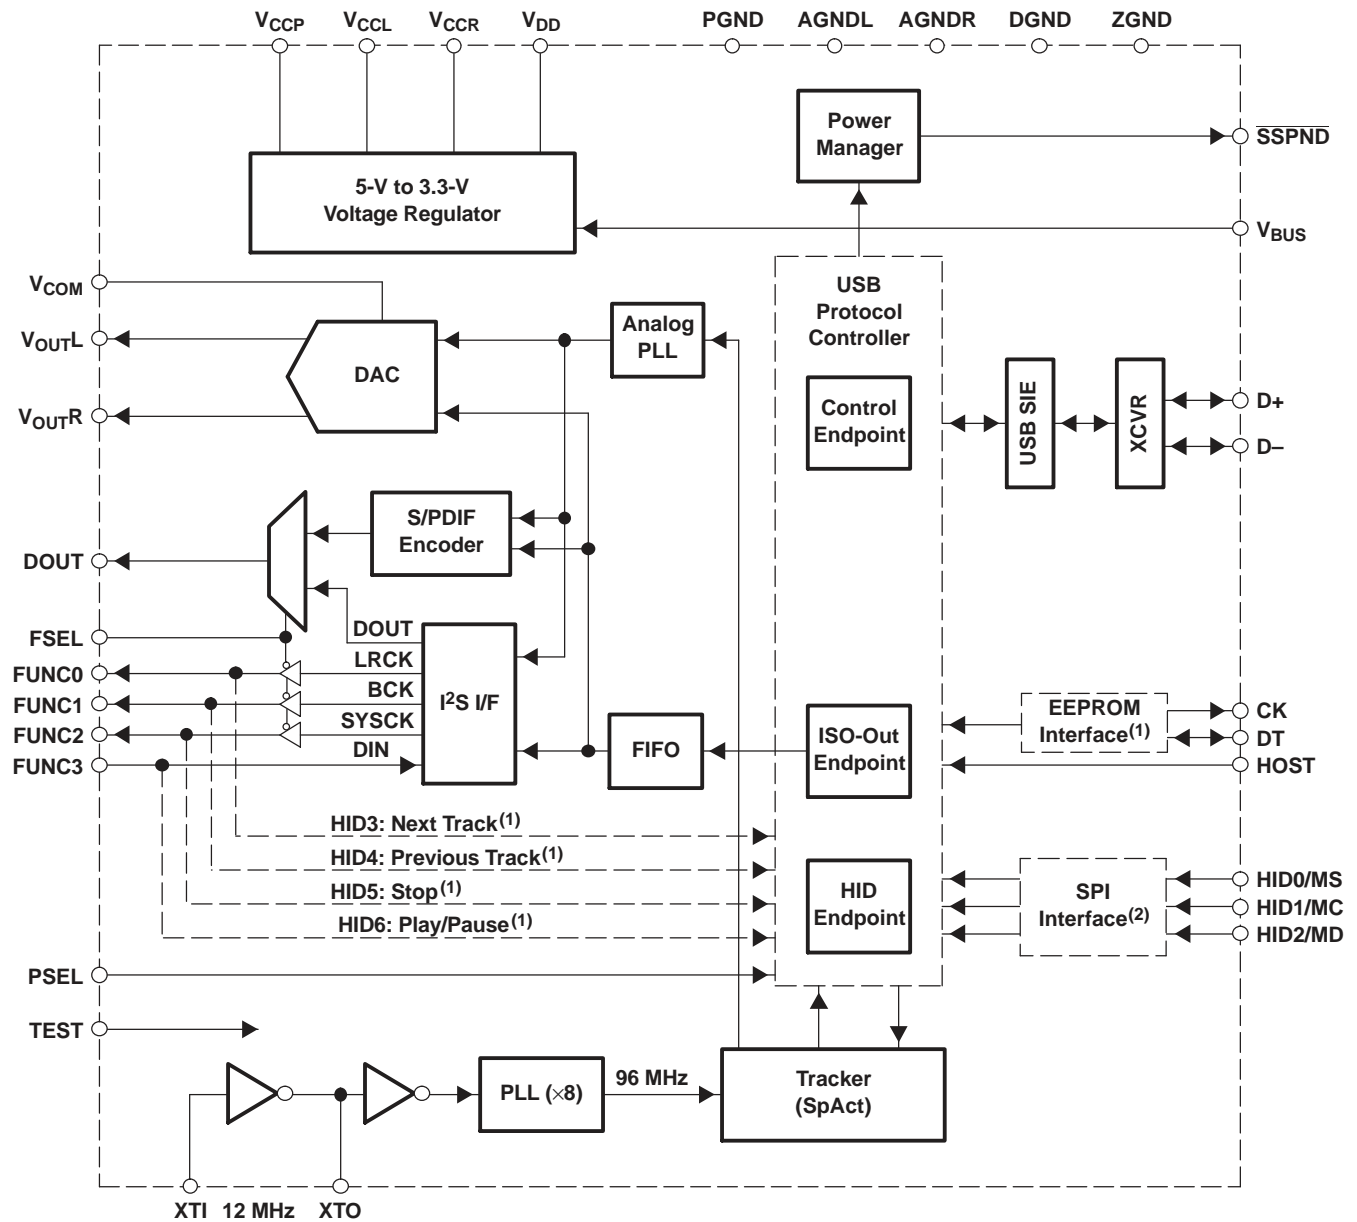 VCCP VCCL VCCR VDD PGND AGNDL AGNDR DGND ZGND
Power
Manager
SSPND
5-V to 3.3-V
Voltage Regulator
VBUS
VCOM
USB
Protocol
Controller
VOUTL
Analog
PLL
DAC
VOUTR
Control
Endpoint
USB SIE
XCVR
D+
D–
S/PDIF
Encoder
DOUT
FSEL
DOUT
FUNC0
LRCK
FUNC1
BCK
I2S I/F
FUNC2
SYSCK
FUNC3
DIN
FIFO
ISO-Out
Endpoint
EEPROM
Interface(1)
CK
DT
HOST
HID3: Next Track(1)
HID4: Previous Track(1)
HID5: Stop(1)
HID6: Play/Pause(1)
HID
Endpoint
SPI
Interface(2)
HID0/MS
HID1/MC
HID2/MD
PSEL
TEST
PLL (×8)
96 MHz
Tracker
(SpAct)
XTI 12 MHz XTO